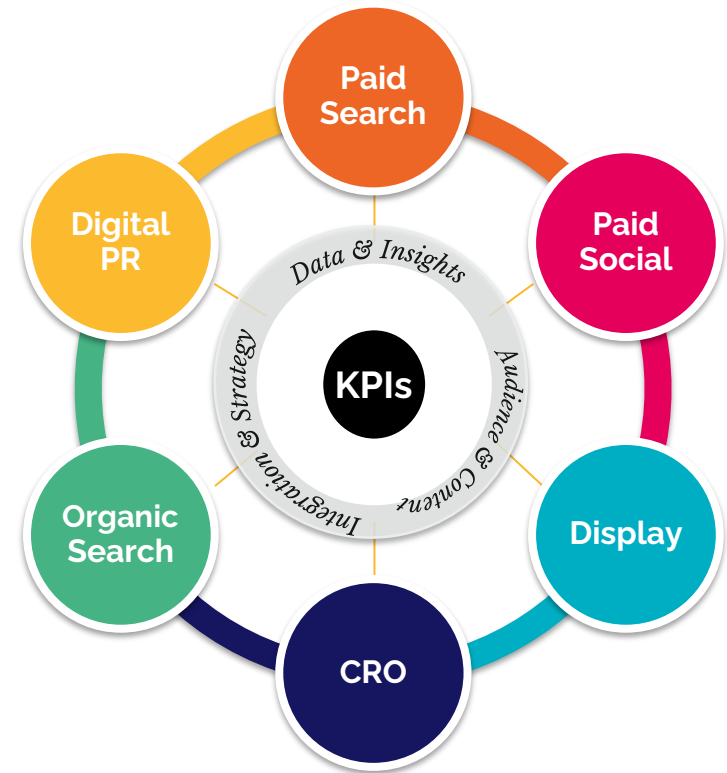 Paid
Search
Digital
PR
Paid
Social
Data & Insights
Integration & Strategy
KPIs
Audience & Content
Organic
Search
Display
CRO